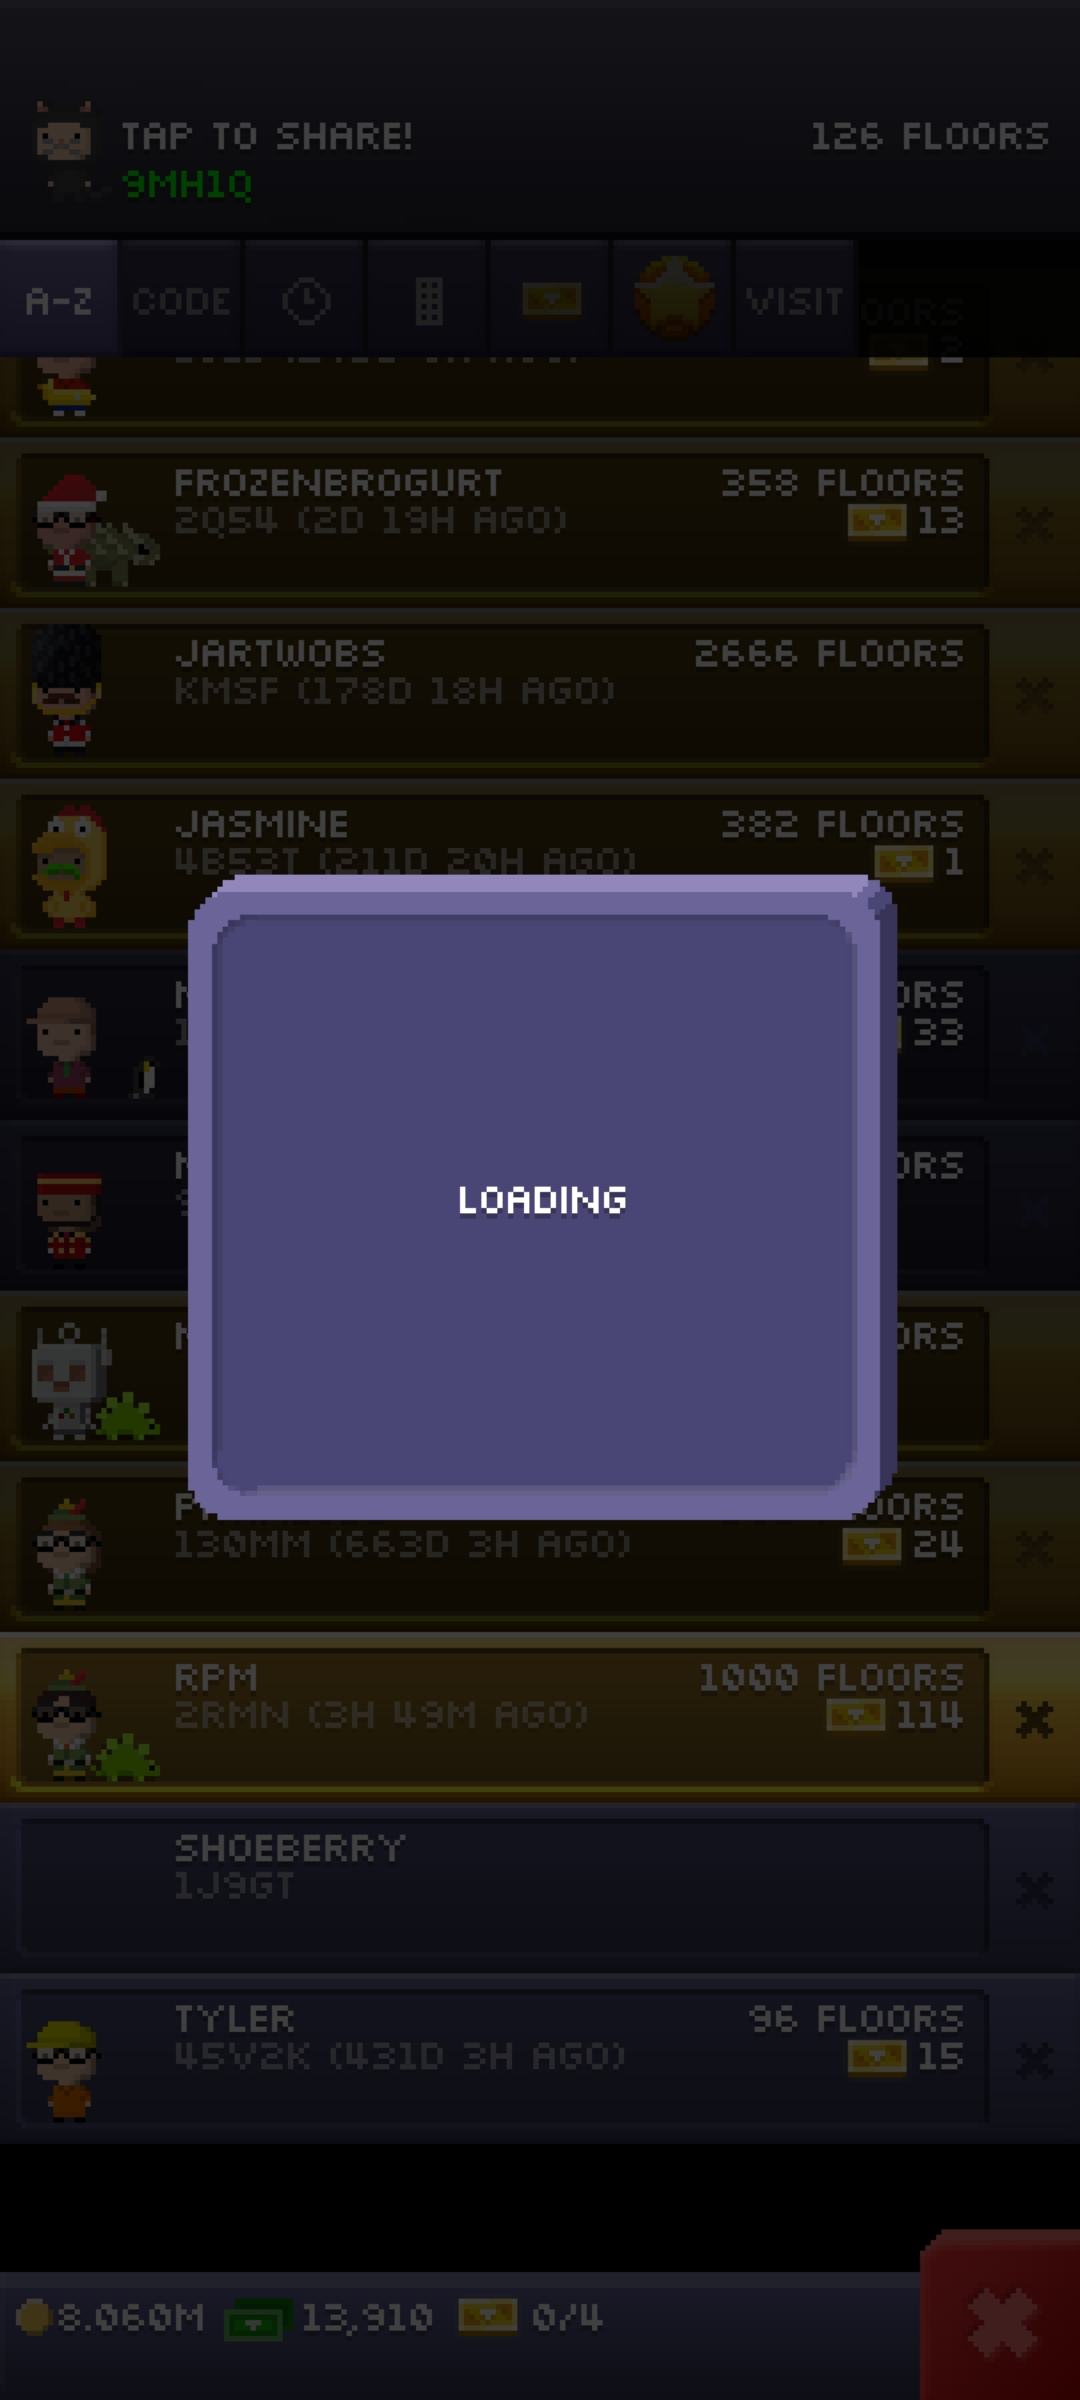 TAP TO SHARE! 126 FLOORS
9MH1Q
A-Z CODE VISIT
2
FROZENBROGURT 358 FLOORS
2Q54 (2D 19H AGO) 13
JARTWOBS 2666 FLOORS
KMSF (178D 18H AGO)
JASMINE 382 FLOORS
4B53T (211D 20H AGO) 1
33
LOADING
130MM (663D 3H AGO) 24
RPM 1000 FLOORS
2RMN (3H 49M AGO) 114
SHOEBERRY
1J9GT
TYLER 96 FLOORS
45V2K (431D 3H AGO) 15
8.060M 13,910 0/4